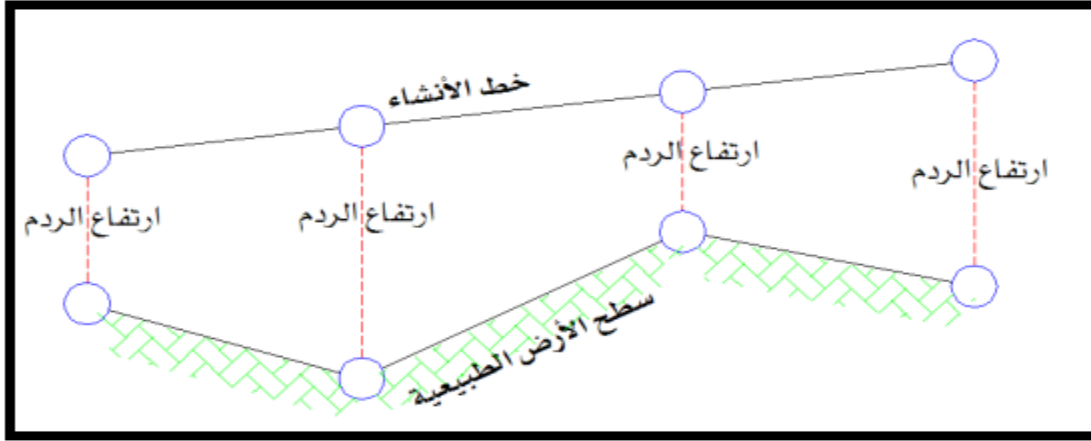 خط الأنشاء
ارتفاع الردم
ارتفاع الردم
ارتفاع الردم
ارتفاع الردم
سطح الأرض الطبيعية